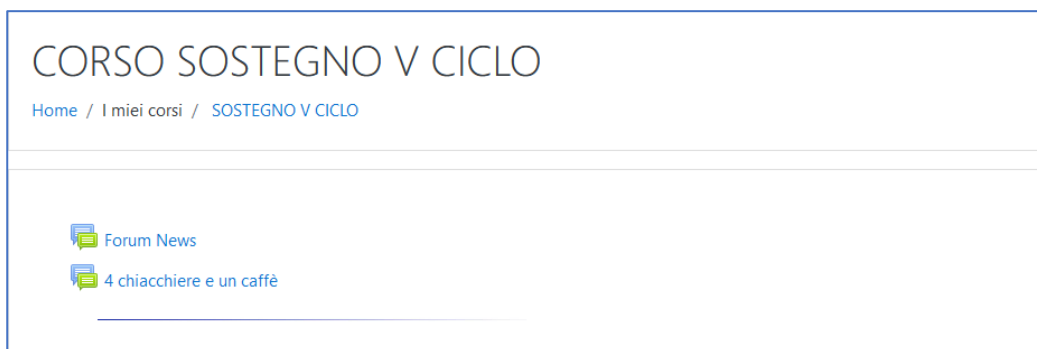 CORSO SOSTEGNO V CICLO
Home / I miei corsi / SOSTEGNO V CICLO
Forum News
4 chiacchiere e un caffè